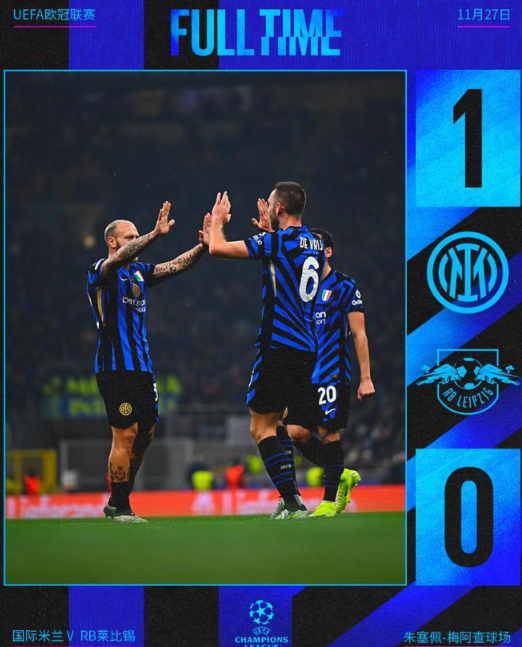 UEFA欧冠联赛
11月27日
FULL TIME
1
DE VRIJ
6
20
RB LEIPZIG
0
国际米兰 V RB莱比锡
UEFA
CHAMPIONS
LEAGUE
朱塞佩-梅阿查球场